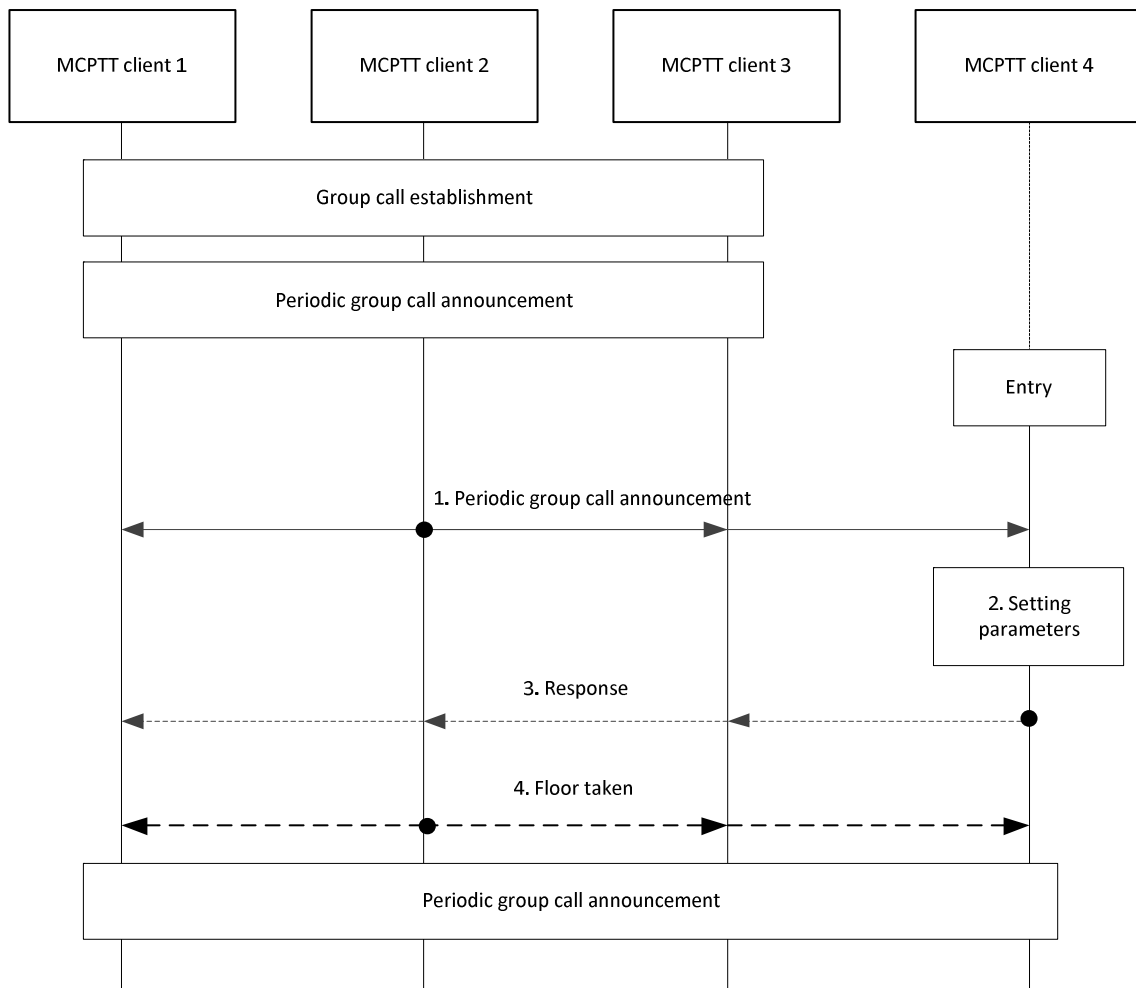 MCPTT client 1
MCPTT client 2
MCPTT client 3
MCPTT client 4
Group call establishment
Periodic group call announcement
Entry
1. Periodic group call announcement
2. Setting
parameters
3. Response
4. Floor taken
Periodic group call announcement